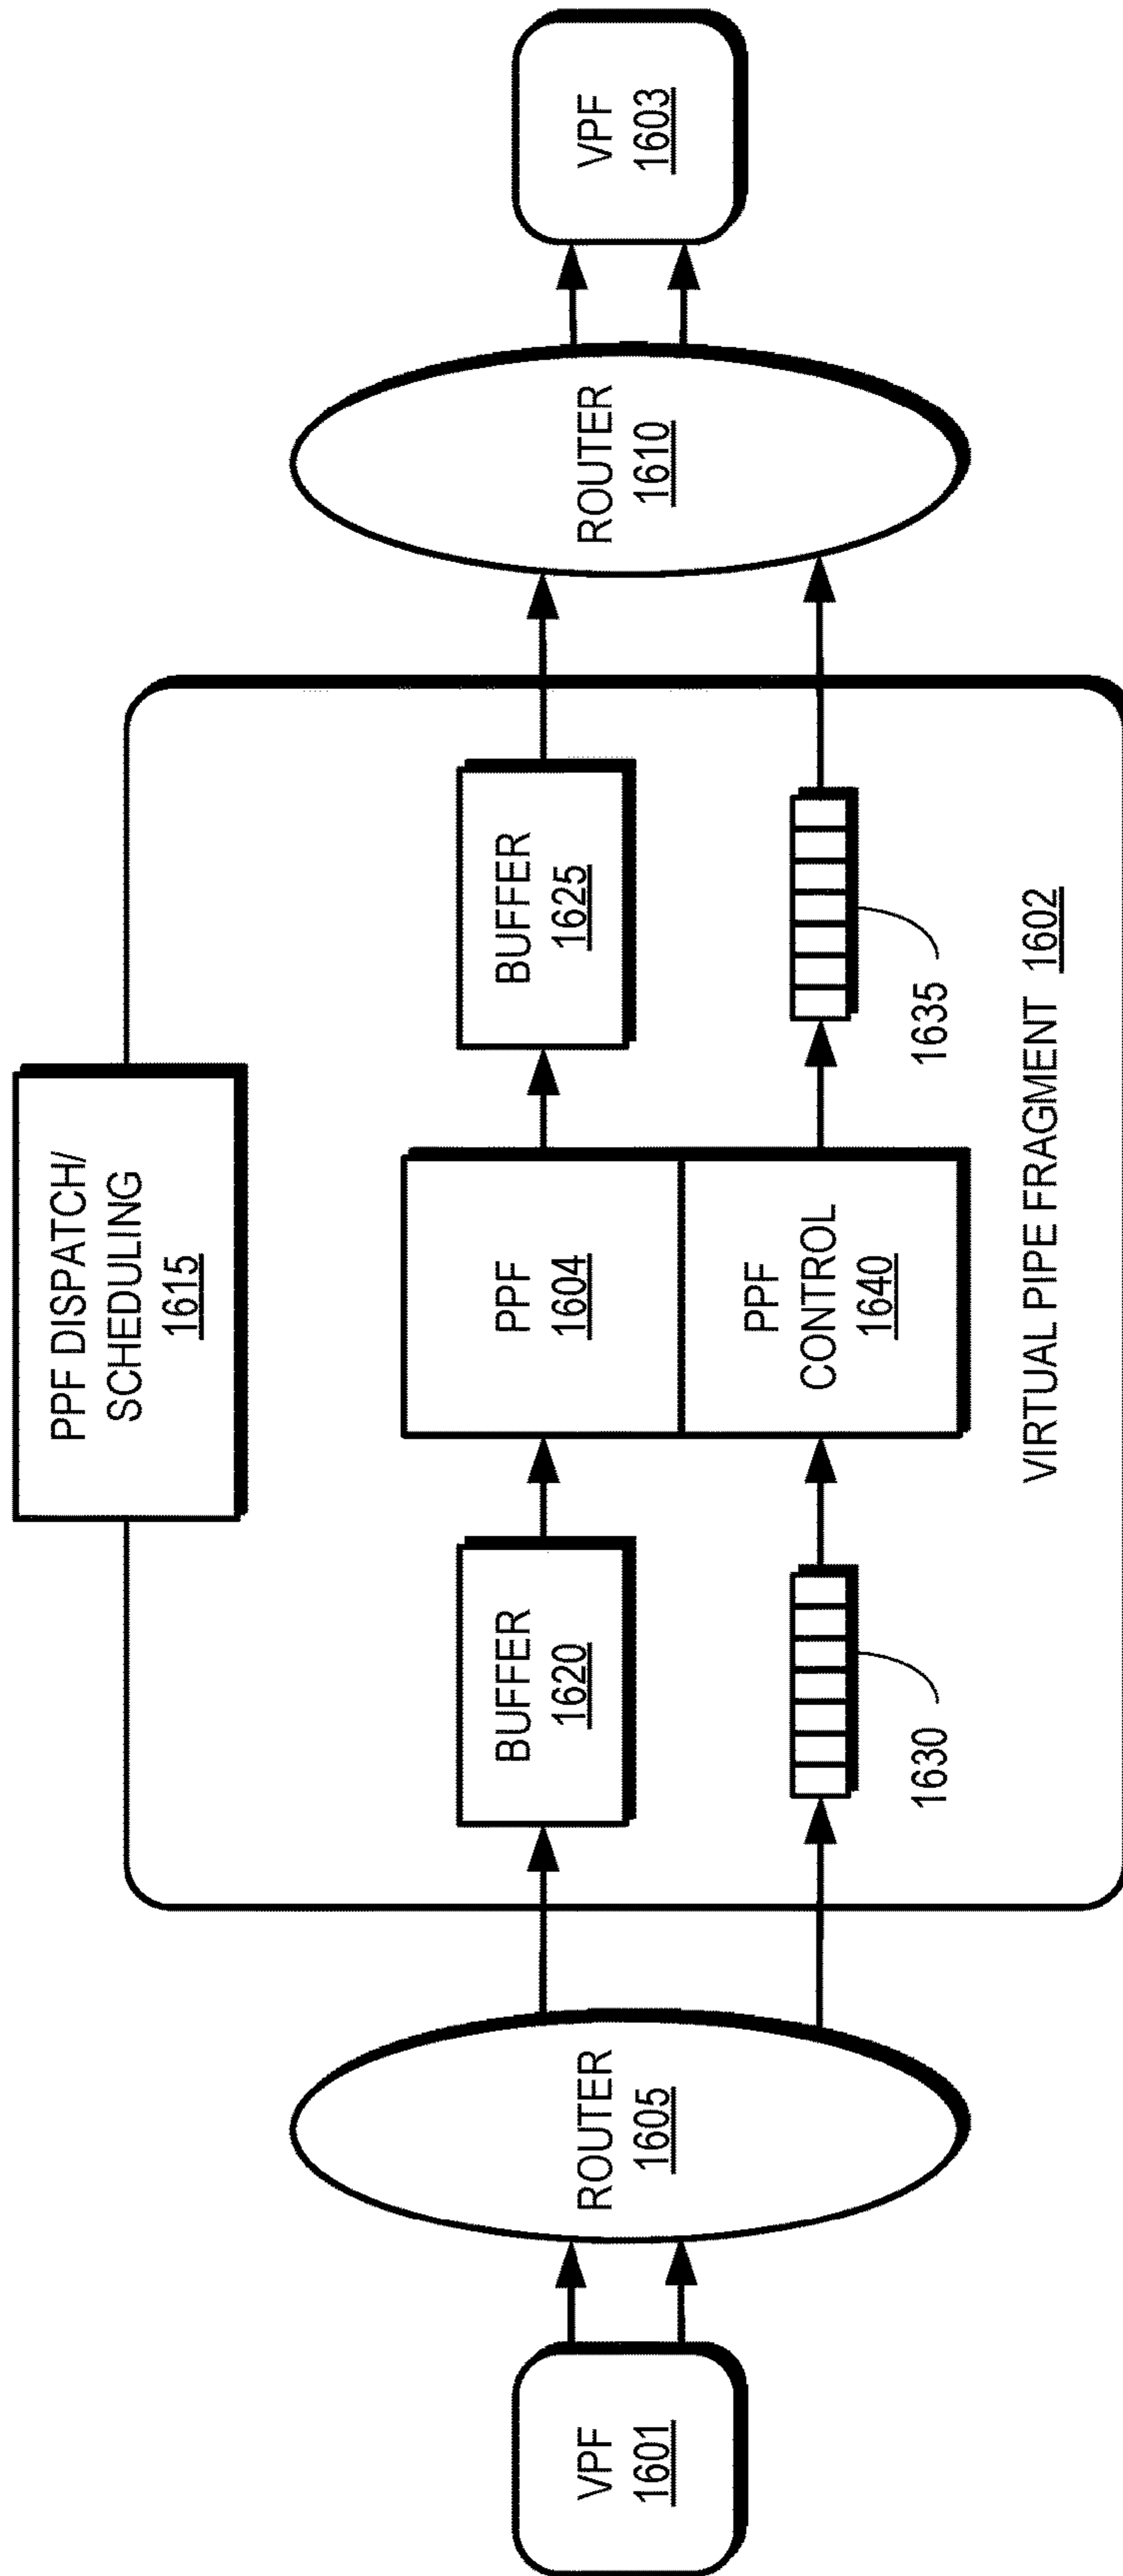 PPF DISPATCH/
SCHEDULING
1615
VPF
1601
ROUTER
1605
BUFFER
1620
PPF
1604
BUFFER
1625
ROUTER
1610
VPF
1603
1630
PPF
CONTROL
1640
1635
VIRTUAL PIPE FRAGMENT 1602